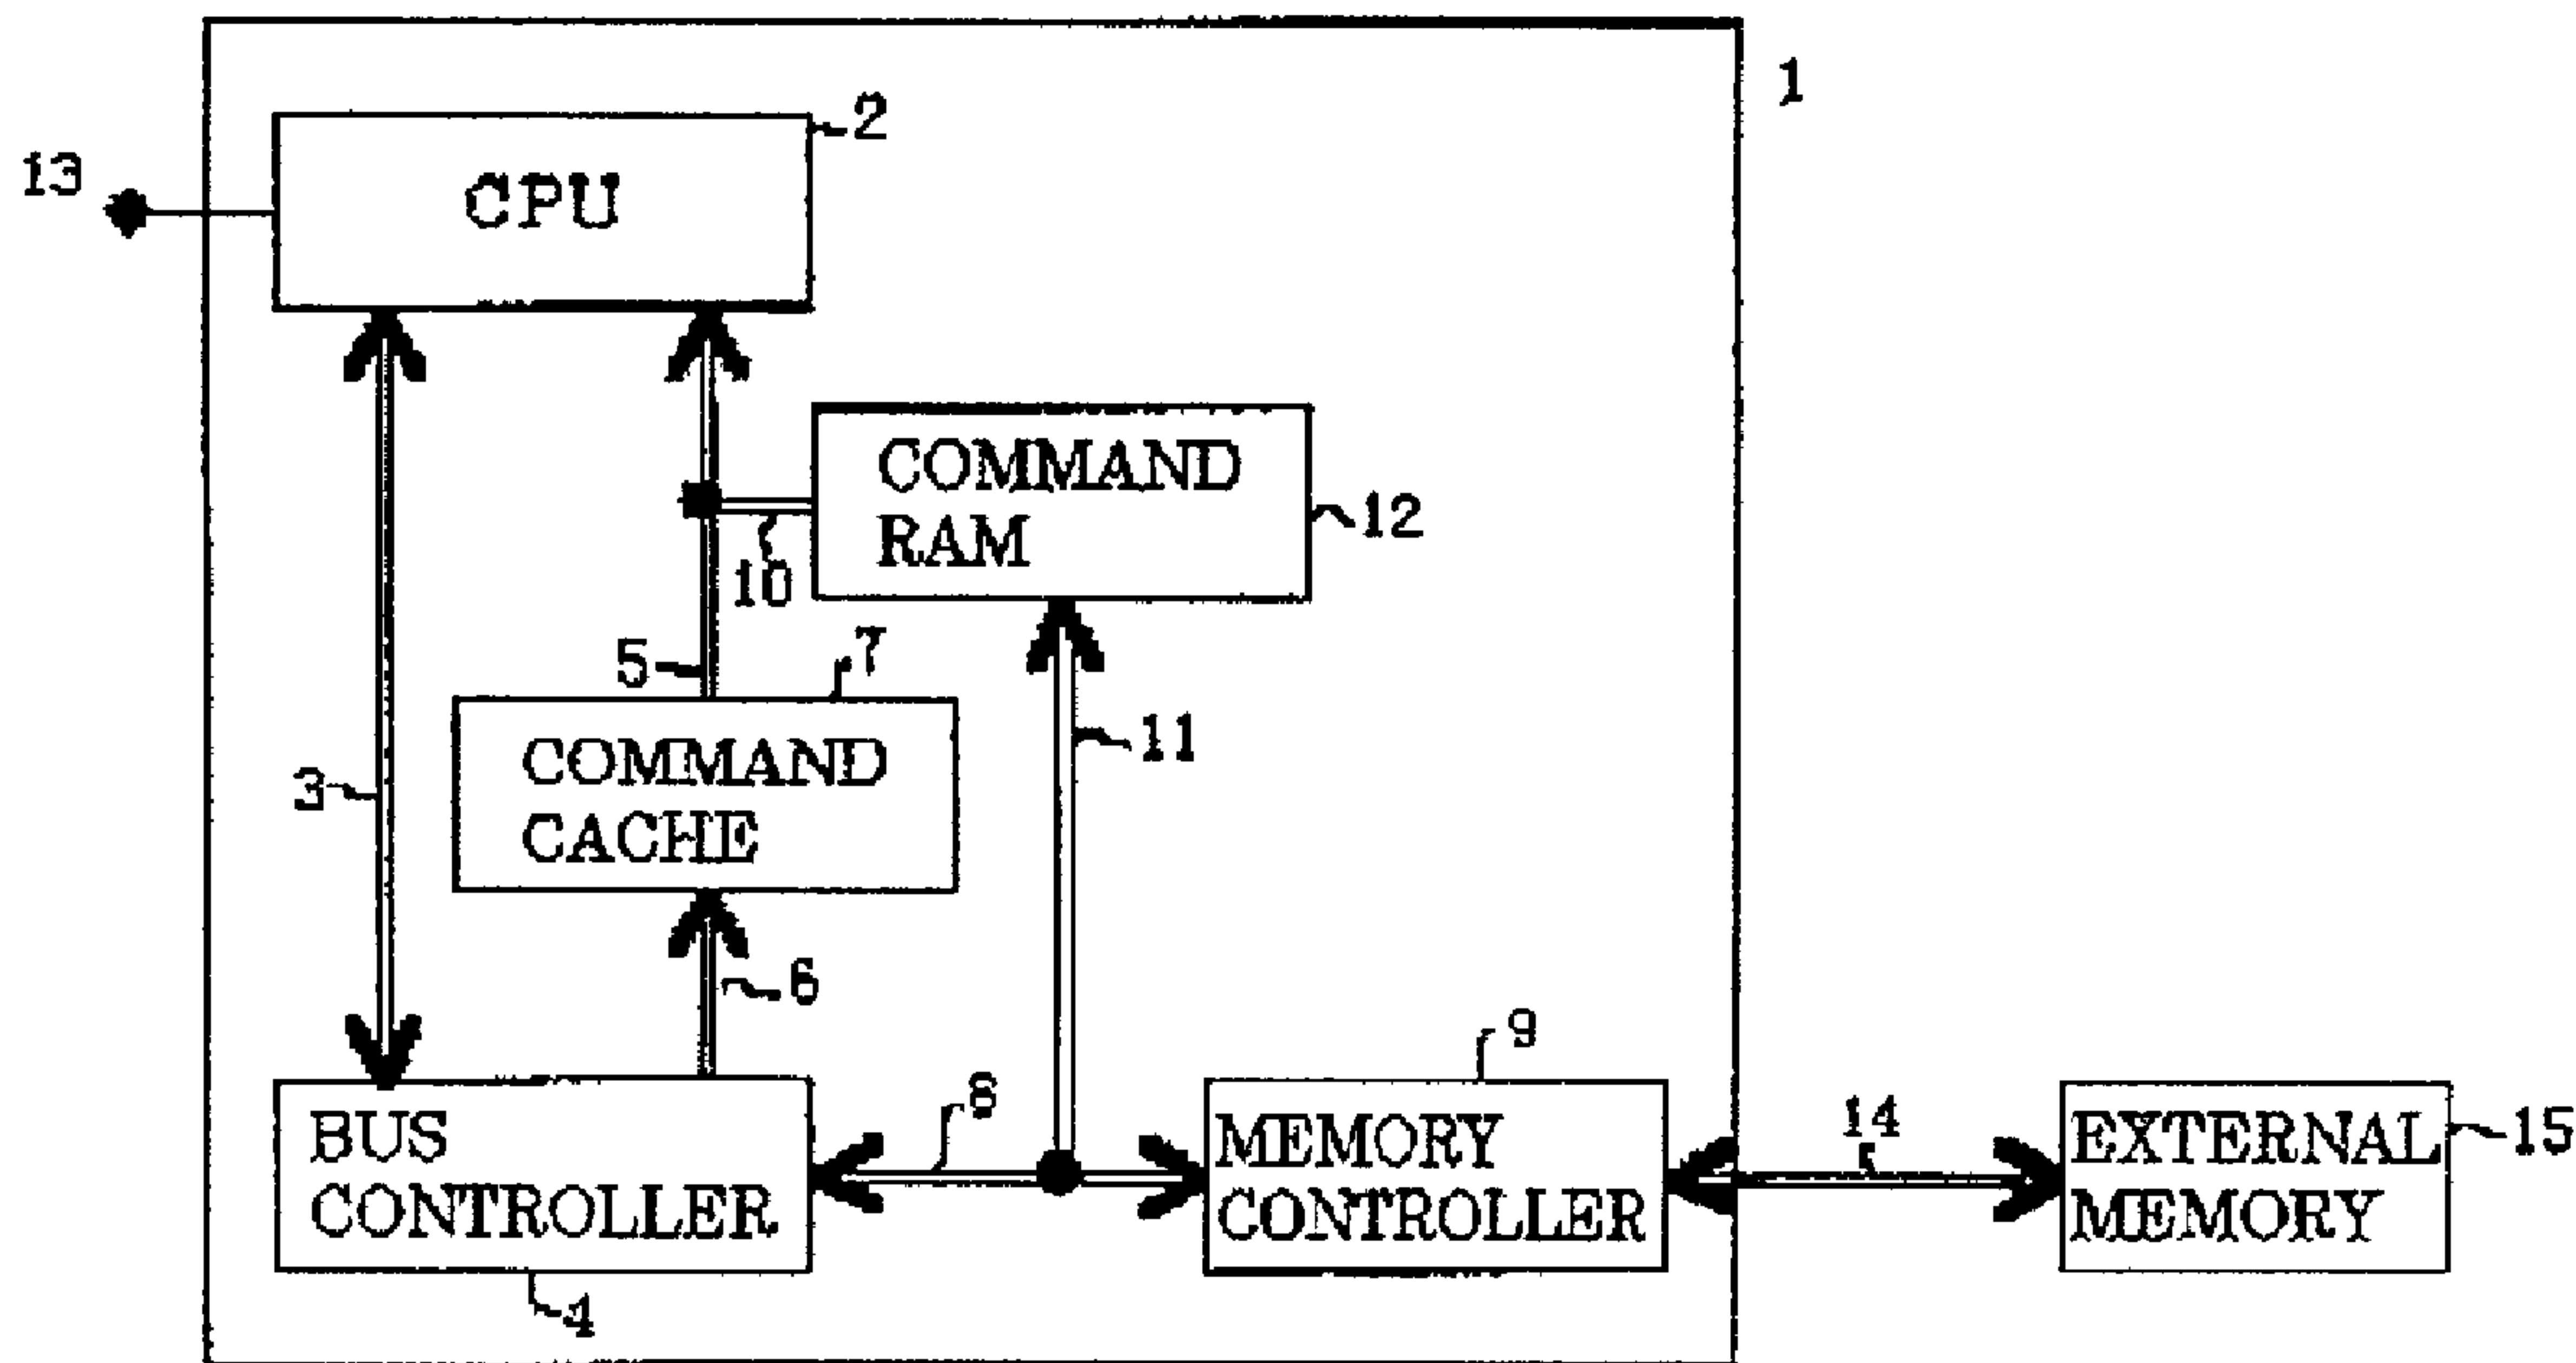 1
2
13
CPU
COMMAND
RAM
12
10
5
7
COMMAND
CACHE
11
3
6
9
8
BUS
CONTROLLER
MEMORY
CONTROLLER
14
EXTERNAL
MEMORY
15
4